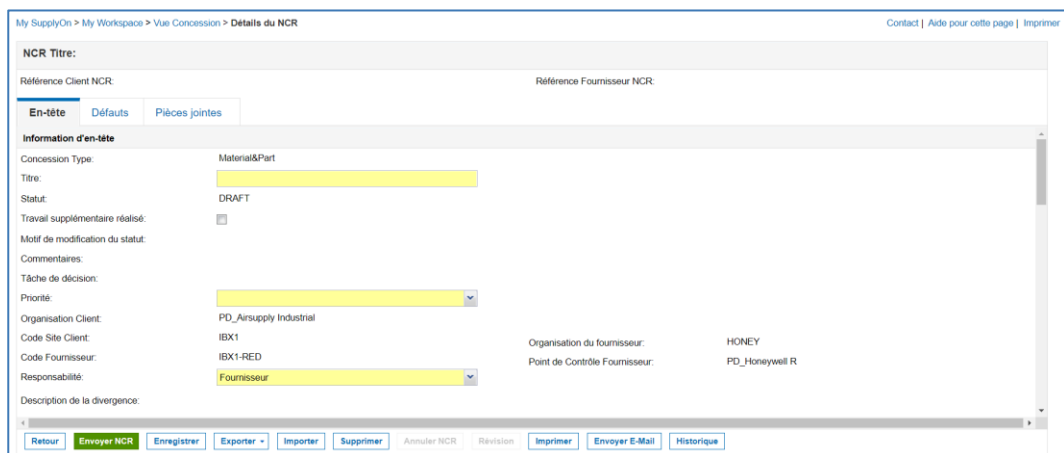 My SupplyOn > My Workspace > Vue Concession > Détails du NCR
Contact | Aide pour cette page | Imprimer
NCR Titre:
Référence Client NCR: Référence Fournisseur NCR:
En-tête Défauts Pièces jointes
Information d'en-tête
Concession Type: Material&Part
Titre:
Statut: DRAFT
Travail supplémentaire réalisé:
Motif de modification du statut:
Commentaires:
Tâche de décision:
Priorité:
Organisation Client: PD_Airsupply Industrial
Code Site Client: IBX1 Organisation du fournisseur: HONEY
Code Fournisseur: IBX1-RED Point de Contrôle Fournisseur: PD_Honeywell R
Responsabilité: Fournisseur
Description de la divergence:
Retour Envoyer NCR Enregistrer Exporter Importer Supprimer Annuler NCR Révision Imprimer Envoyer E-Mail Historique